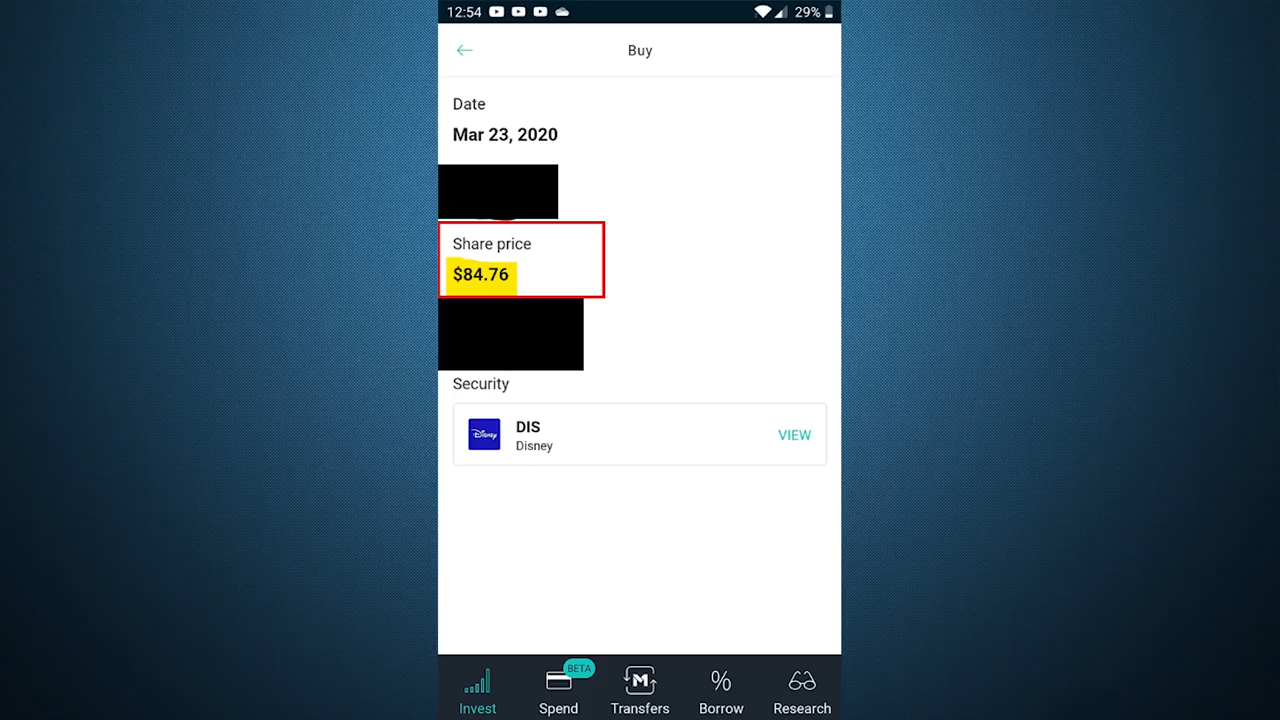 12:54 29%
Buy
Date
Mar 23, 2020
Share price
$84.76
Security
Disney
DIS
Disney
VIEW
BETA
M
%
Invest Spend Transfers Borrow Research